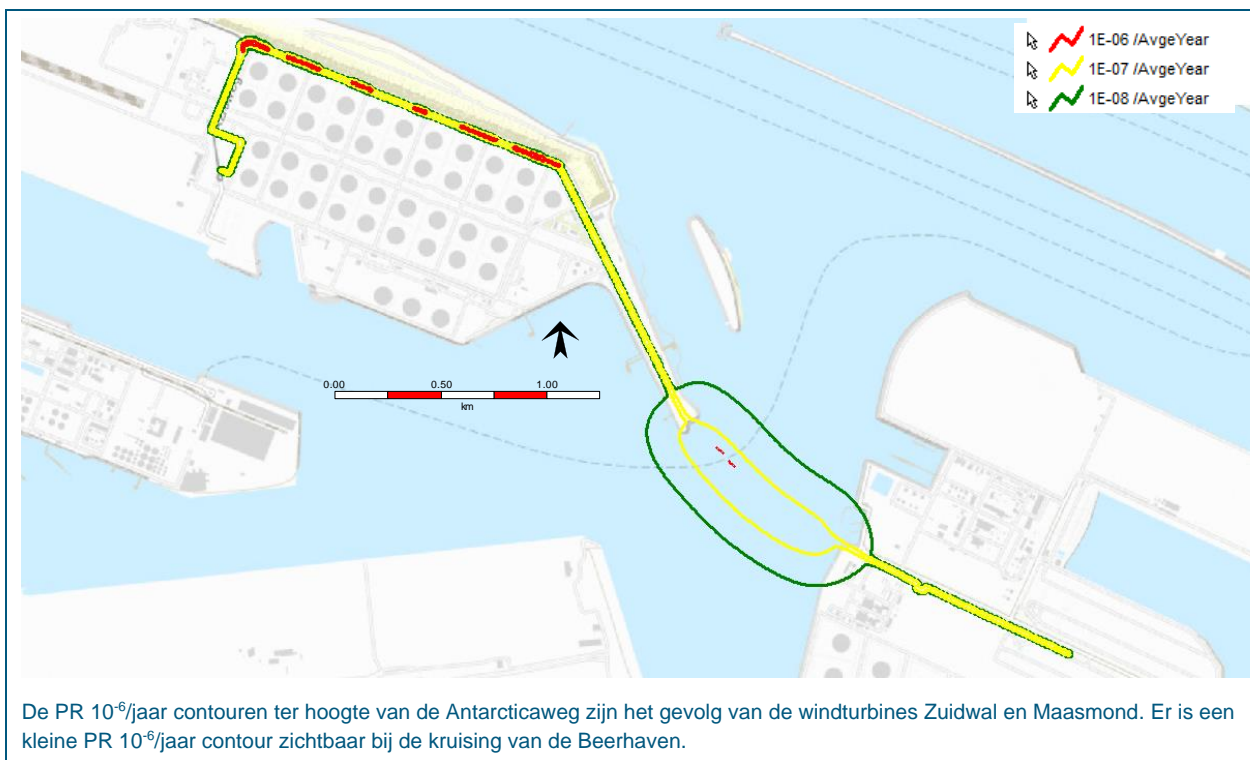 1E-06 /AvgeYear
1E-07 /AvgeYear
1E-08 /AvgeYear
0.00 0.50 1.00
km
De PR 10⁻⁶/jaar contouren ter hoogte van de Antarcticaweg zijn het gevolg van de windturbines Zuidwal en Maasmond. Er is een
kleine PR 10⁻⁶/jaar contour zichtbaar bij de kruising van de Beerhaven.